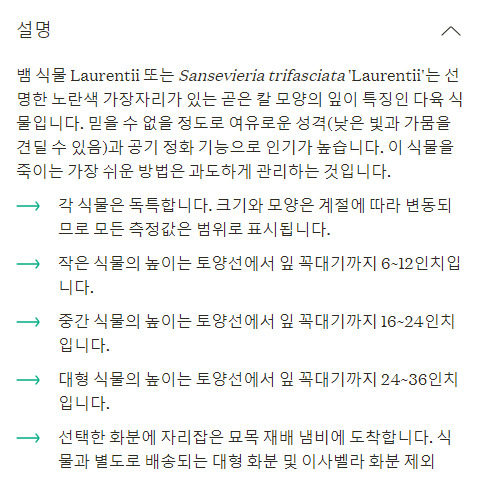 설명
뱀 식물 Laurentii 또는 Sansevieria trifasciata 'Laurentii'는 선
명한 노란색 가장자리가 있는 곧은 칼 모양의 잎이 특징인 다육 식
물입니다. 믿을 수 없을 정도로 여유로운 성격(낮은 빛과 가뭄을
견딜 수 있음)과 공기 정화 기능으로 인기가 높습니다. 이 식물을
죽이는 가장 쉬운 방법은 과도하게 관리하는 것입니다.
각 식물은 독특합니다. 크기와 모양은 계절에 따라 변동되
므로 모든 측정값은 범위로 표시됩니다.
작은 식물의 높이는 토양선에서 잎 꼭대기까지 6~12인치입
니다.
중간 식물의 높이는 토양선에서 잎 꼭대기까지 16~24인치
입니다.
대형 식물의 높이는 토양선에서 잎 꼭대기까지 24~36인치
입니다.
선택한 화분에 자리잡은 묘목 재배 냄비에 도착합니다. 식
물과 별도로 배송되는 대형 화분 및 이사벨라 화분 제외